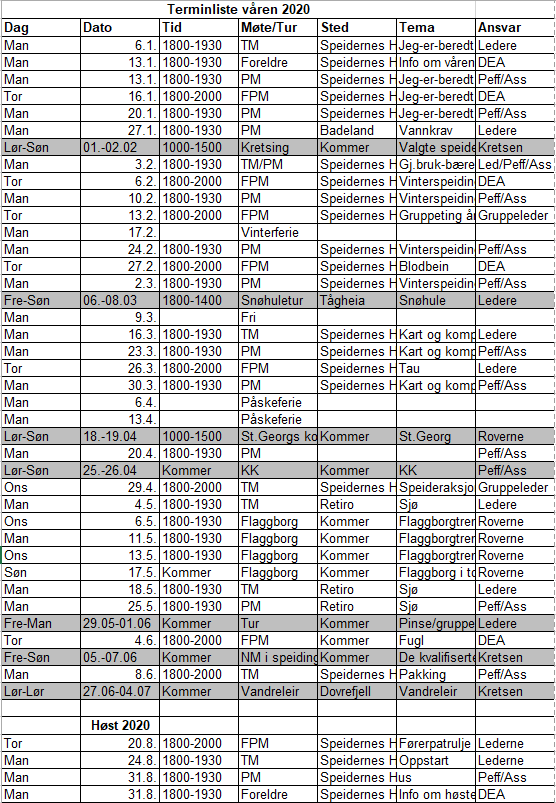 Terminliste våren 2020
Dag Dato Tid Møte/Tur Sted Tema Ansvar
Man 6.1. 1800-1930 TM Speidernes H Jeg-er-beredt Ledere
Man 13.1. 1800-1930 Foreldre Speidernes H Info om våren DEA
Man 13.1. 1800-1930 PM Speidernes H Jeg-er-beredt Peff/Ass
Tor 16.1. 1800-2000 FPM Speidernes H Jeg-er-beredt DEA
Man 20.1. 1800-1930 PM Speidernes H Jeg-er-beredt Peff/Ass
Man 27.1. 1800-1930 PM Badeland Vannkrav Ledere
Lør-Søn 01.-02.02 1000-1500 Kretsing Kommer Valgte speide Kretsen
Man 3.2. 1800-1930 TM/PM Speidernes H Gj.bruk-bære Led/Peff/Ass
Tor 6.2. 1800-2000 FPM Speidernes H Vinterspeiding DEA
Man 10.2. 1800-1930 PM Speidernes H Vinterspeiding Peff/Ass
Tor 13.2. 1800-2000 FPM Speidernes H Gruppeting år Gruppeleder
Man 17.2. Vinterferie
Man 24.2. 1800-1930 PM Speidernes H Vinterspeiding Peff/Ass
Tor 27.2. 1800-2000 FPM Speidernes H Blodbein DEA
Man 2.3. 1800-1930 PM Speidernes H Vinterspeiding Peff/Ass
Fre-Søn 06.-08.03 1800-1400 Snøhuletur Tågheia Snøhule Ledere
Man 9.3. Fri
Man 16.3. 1800-1930 TM Speidernes H Kart og komp Ledere
Man 23.3. 1800-1930 PM Speidernes H Kart og komp Peff/Ass
Tor 26.3. 1800-2000 FPM Speidernes H Tau Ledere
Man 30.3. 1800-1930 PM Speidernes H Kart og komp Peff/Ass
Man 6.4. Påskeferie
Man 13.4. Påskeferie
Lør-Søn 18.-19.04 1000-1500 St.Georgs ko Kommer St.Georg Roverne
Man 20.4. 1800-1930 PM Peff/Ass
Lør-Søn 25.-26.04 Kommer KK Kommer KK Peff/Ass
Ons 29.4. 1800-2000 TM Speidernes H Speideraksjo Gruppeleder
Man 4.5. 1800-1930 TM Retiro Sjø Ledere
Ons 6.5. 1800-1930 Flaggborg Kommer Flaggborgtren Roverne
Man 11.5. 1800-1930 Flaggborg Kommer Flaggborgtren Roverne
Ons 13.5. 1800-1930 Flaggborg Kommer Flaggborgtren Roverne
Søn 17.5. Kommer Flaggborg Kommer Flaggborg i to Roverne
Man 18.5. 1800-1930 TM Retiro Sjø Ledere
Man 25.5. 1800-1930 PM Retiro Sjø Peff/Ass
Fre-Man 29.05-01.06 Kommer Tur Kommer Pinse/gruppe Ledere
Tor 4.6. 1800-2000 FPM Kommer Fugl DEA
Fre-Søn 05.-07.06 Kommer NM i speiding Kommer De kvalifiserte Kretsen
Man 8.6. 1800-2000 TM Speidernes H Pakking Peff/Ass
Lør-Lør 27.06-04.07 Kommer Vandreleir Dovrefjell Vandreleir Kretsen
Høst 2020
Tor 20.8. 1800-2000 FPM Speidernes H Førerpatrulje Lederne
Man 24.8. 1800-1930 TM Speidernes H Oppstart Lederne
Man 31.8. 1800-1930 PM Speidernes Hus Peff/Ass
Man 31.8. 1800-1930 Foreldre Speidernes H Info om høste DEA